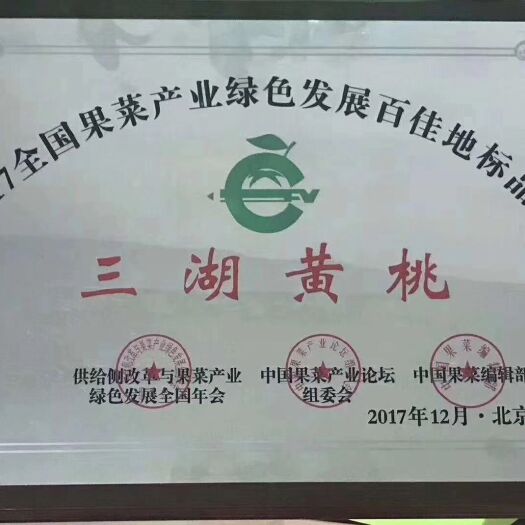 7全国果菜产业绿色发展百佳地标品
三湖黄桃
供给侧改革与果菜产业 中国果菜产业论坛 中国果菜编辑部
绿色发展全国年会 组委会
2017年12月·北京